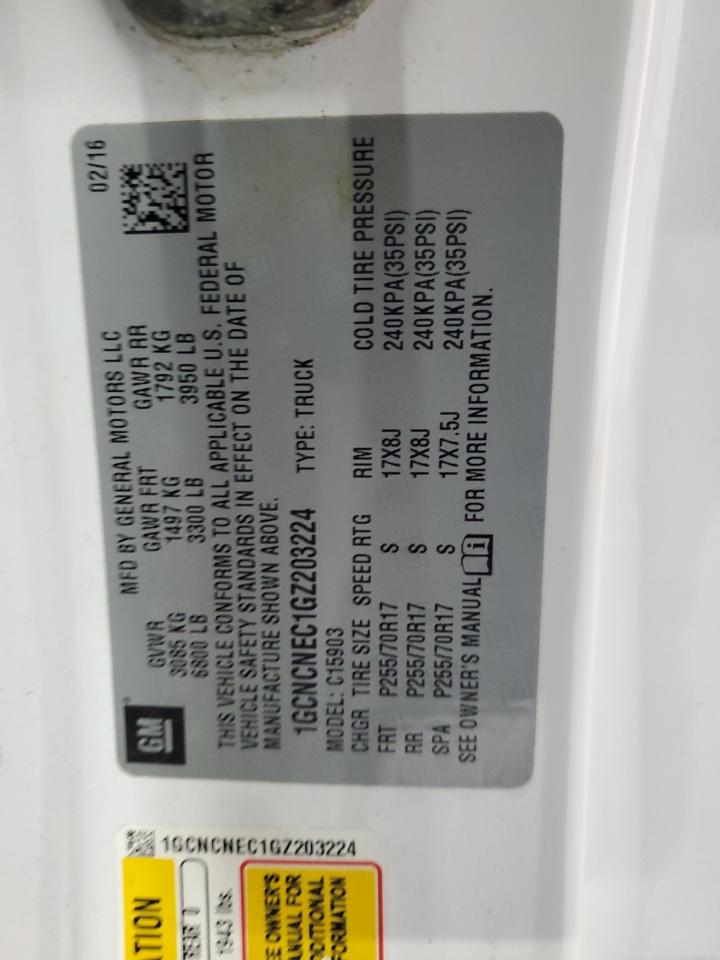 02/16
GM
MFD BY GENERAL MOTORS LLC
GVWR GAWR FRT GAWR RR
3085 KG 1497 KG 1792 KG
6800 LB 3300 LB 3950 LB
THIS VEHICLE CONFORMS TO ALL APPLICABLE U.S. FEDERAL MOTOR
VEHICLE SAFETY STANDARDS IN EFFECT ON THE DATE OF
MANUFACTURE SHOWN ABOVE.
1GCNCNEC1GZ203224 TYPE: TRUCK
MODEL: C15903
CHGR TIRE SIZE SPEED RTG RIM COLD TIRE PRESSURE
FRT P255/70R17 S 17X8J 240KPA(35PSI)
RR P255/70R17 S 17X8J 240KPA(35PSI)
SPA P255/70R17 S 17X7.5J 240KPA(35PSI)
SEE OWNER'S MANUAL i FOR MORE INFORMATION.
1GCNCNEC1GZ203224
1943 lbs.
OWNER'S
FOR